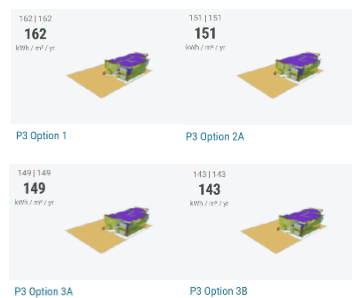 162 | 162
162
kWh / m² / yr
P3 Option 1
151 | 151
151
kWh / m² / yr
P3 Option 2A
149 | 149
149
kWh / m² / yr
P3 Option 3A
143 | 143
143
kWh / m² / yr
P3 Option 3B